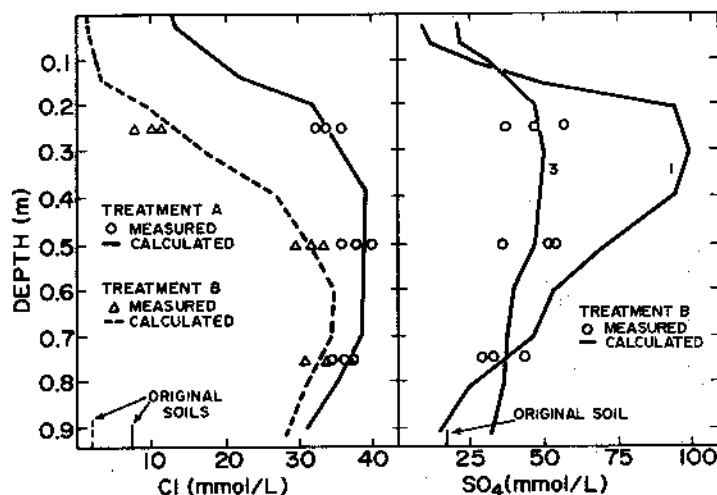 0.1
0.2
0.3
0.4
0.5
0.6
0.7
0.8
0.9
DEPTH (m)
TREATMENT A
MEASURED
CALCULATED
TREATMENT B
MEASURED
CALCULATED
ORIGINAL
SOILS
10 20 30 40
Cl (mmol/L)
3
1
TREATMENT B
MEASURED
CALCULATED
ORIGINAL SOIL
25 50 75 100
SO₄(mmol/L)